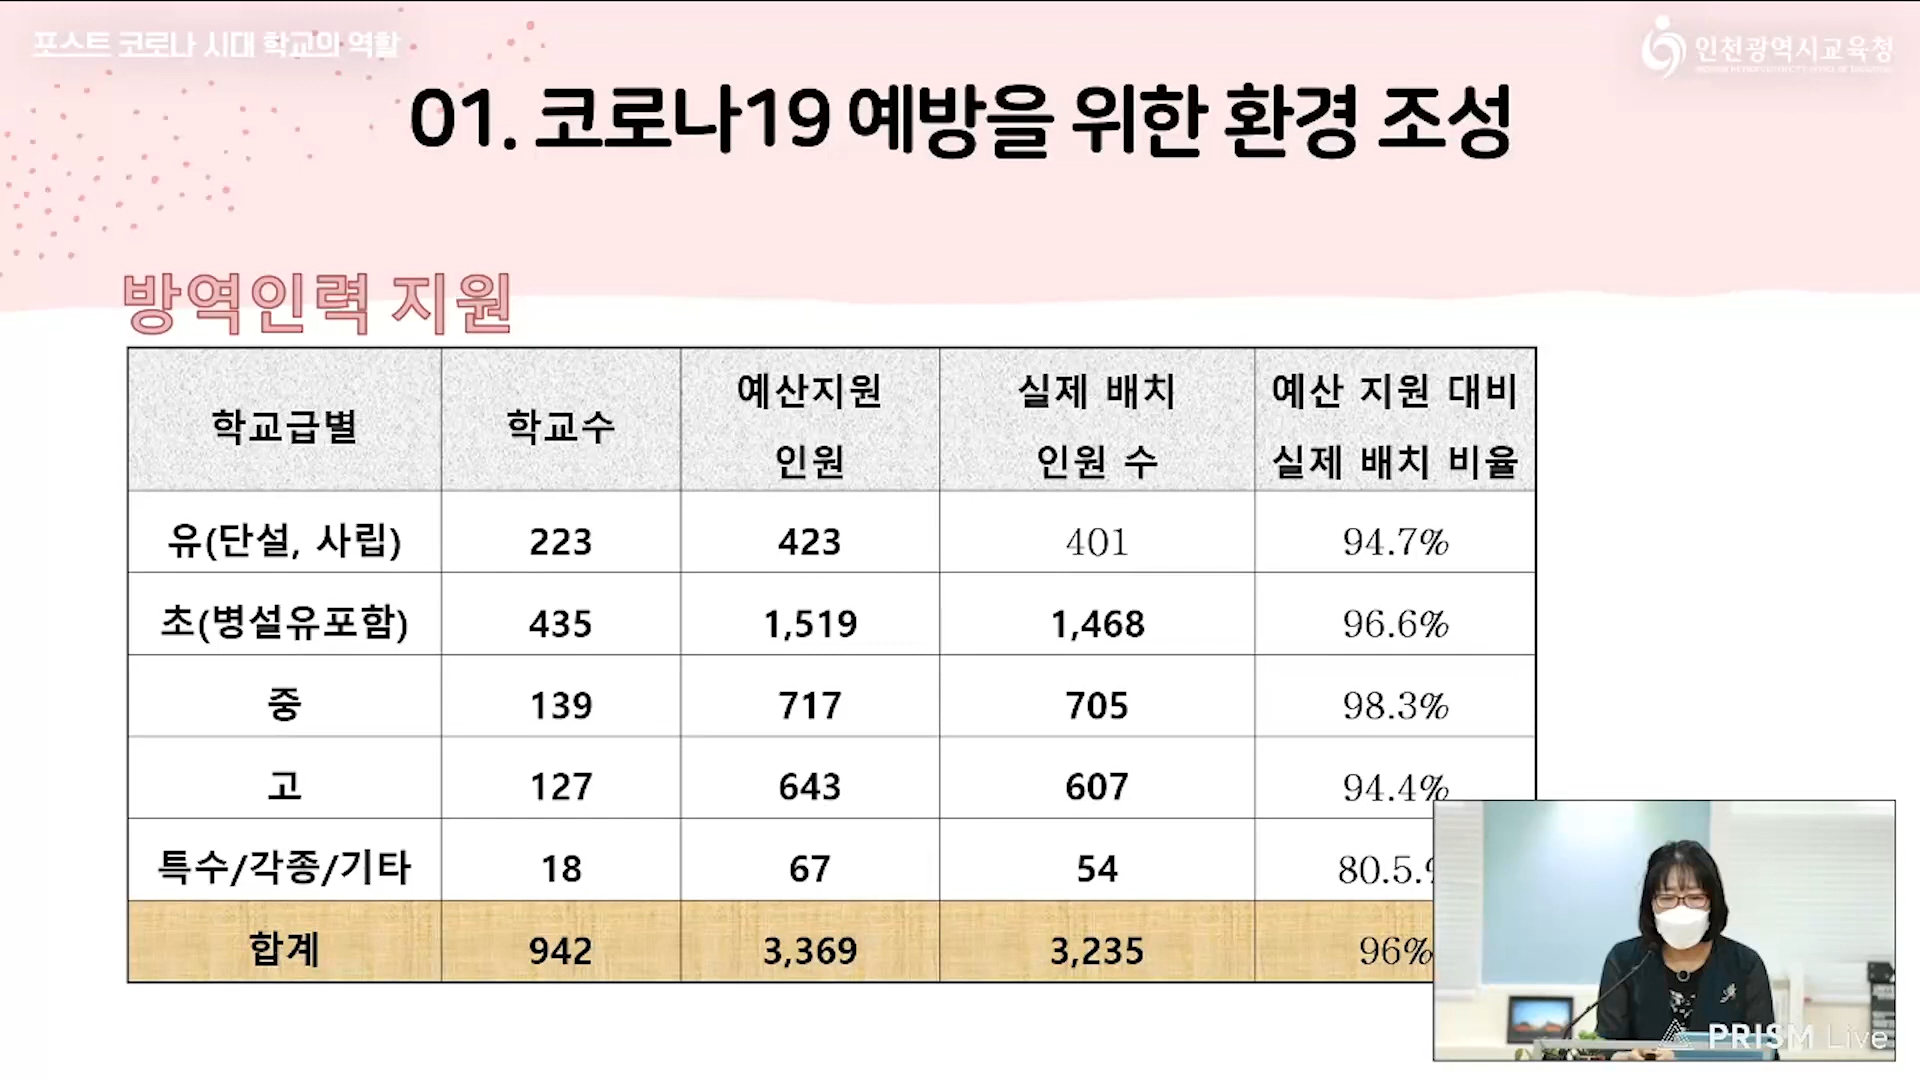 포스트 코로나 시대 학교의 역할
인천광역시교육청
01. 코로나19 예방을 위한 환경 조성
방역인력 지원
학교급별 학교수 예산지원 인원 실제 배치 인원 수 예산 지원 대비 실제 배치 비율
유(단설, 사립) 223 423 401 94.7%
초(병설유포함) 435 1,519 1,468 96.6%
중 139 717 705 98.3%
고 127 643 607 94.4%
특수/각종/기타 18 67 54 80.5.%
합계 942 3,369 3,235 96%
PRISM Live